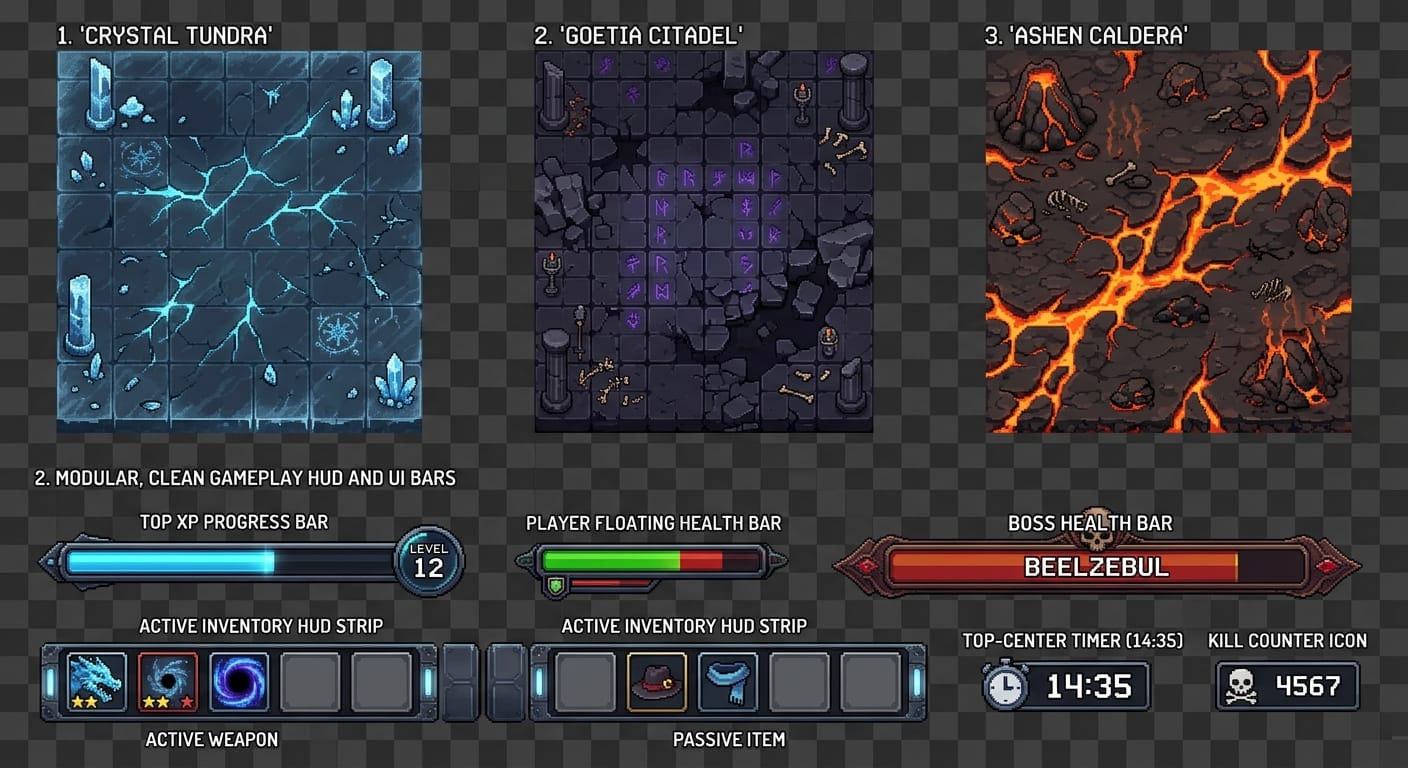 1. 'CRYSTAL TUNDRA'
2. 'GOETIA CITADEL'
3. 'ASHEN CALDERA'
2. MODULAR, CLEAN GAMEPLAY HUD AND UI BARS
TOP XP PROGRESS BAR
LEVEL
12
PLAYER FLOATING HEALTH BAR
BOSS HEALTH BAR
BEELZEBUL
ACTIVE INVENTORY HUD STRIP
ACTIVE WEAPON
ACTIVE INVENTORY HUD STRIP
PASSIVE ITEM
TOP-CENTER TIMER (14:35)
14:35
KILL COUNTER ICON
4567